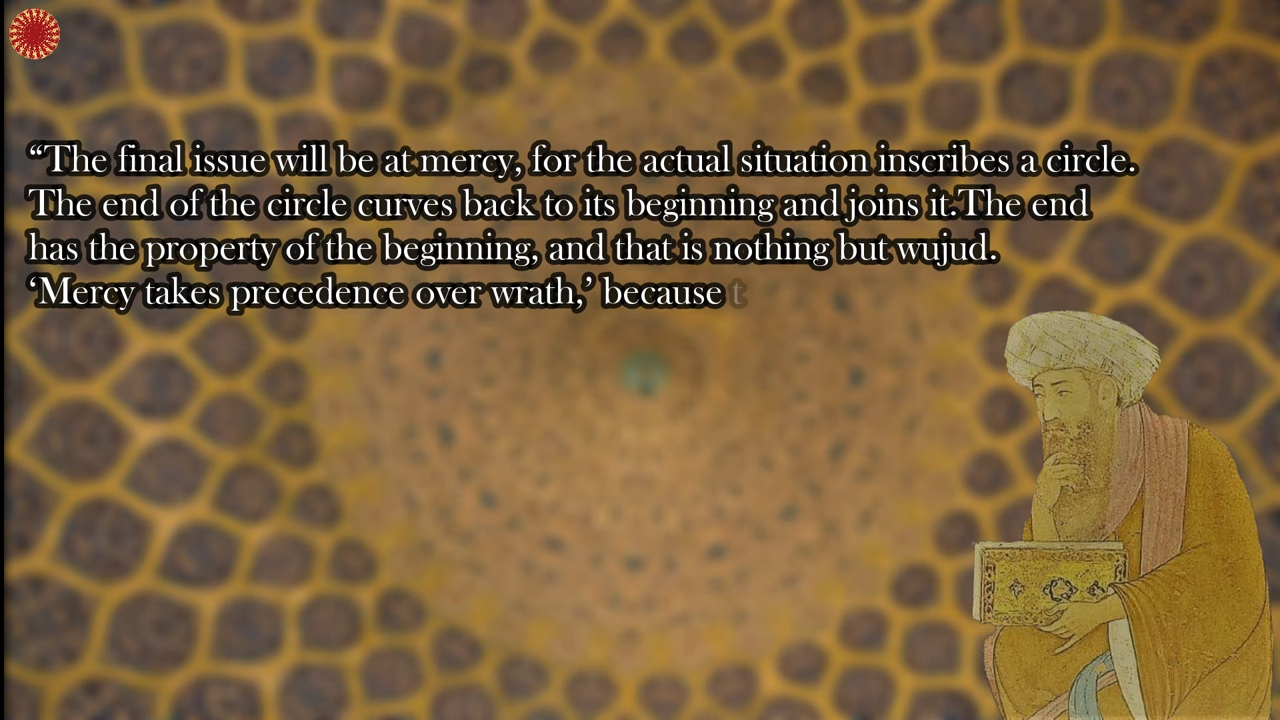 “The final issue will be at mercy, for the actual situation inscribes a circle.
The end of the circle curves back to its beginning and joins it.The end
has the property of the beginning, and that is nothing but wujud.
‘Mercy takes precedence over wrath,’ because t